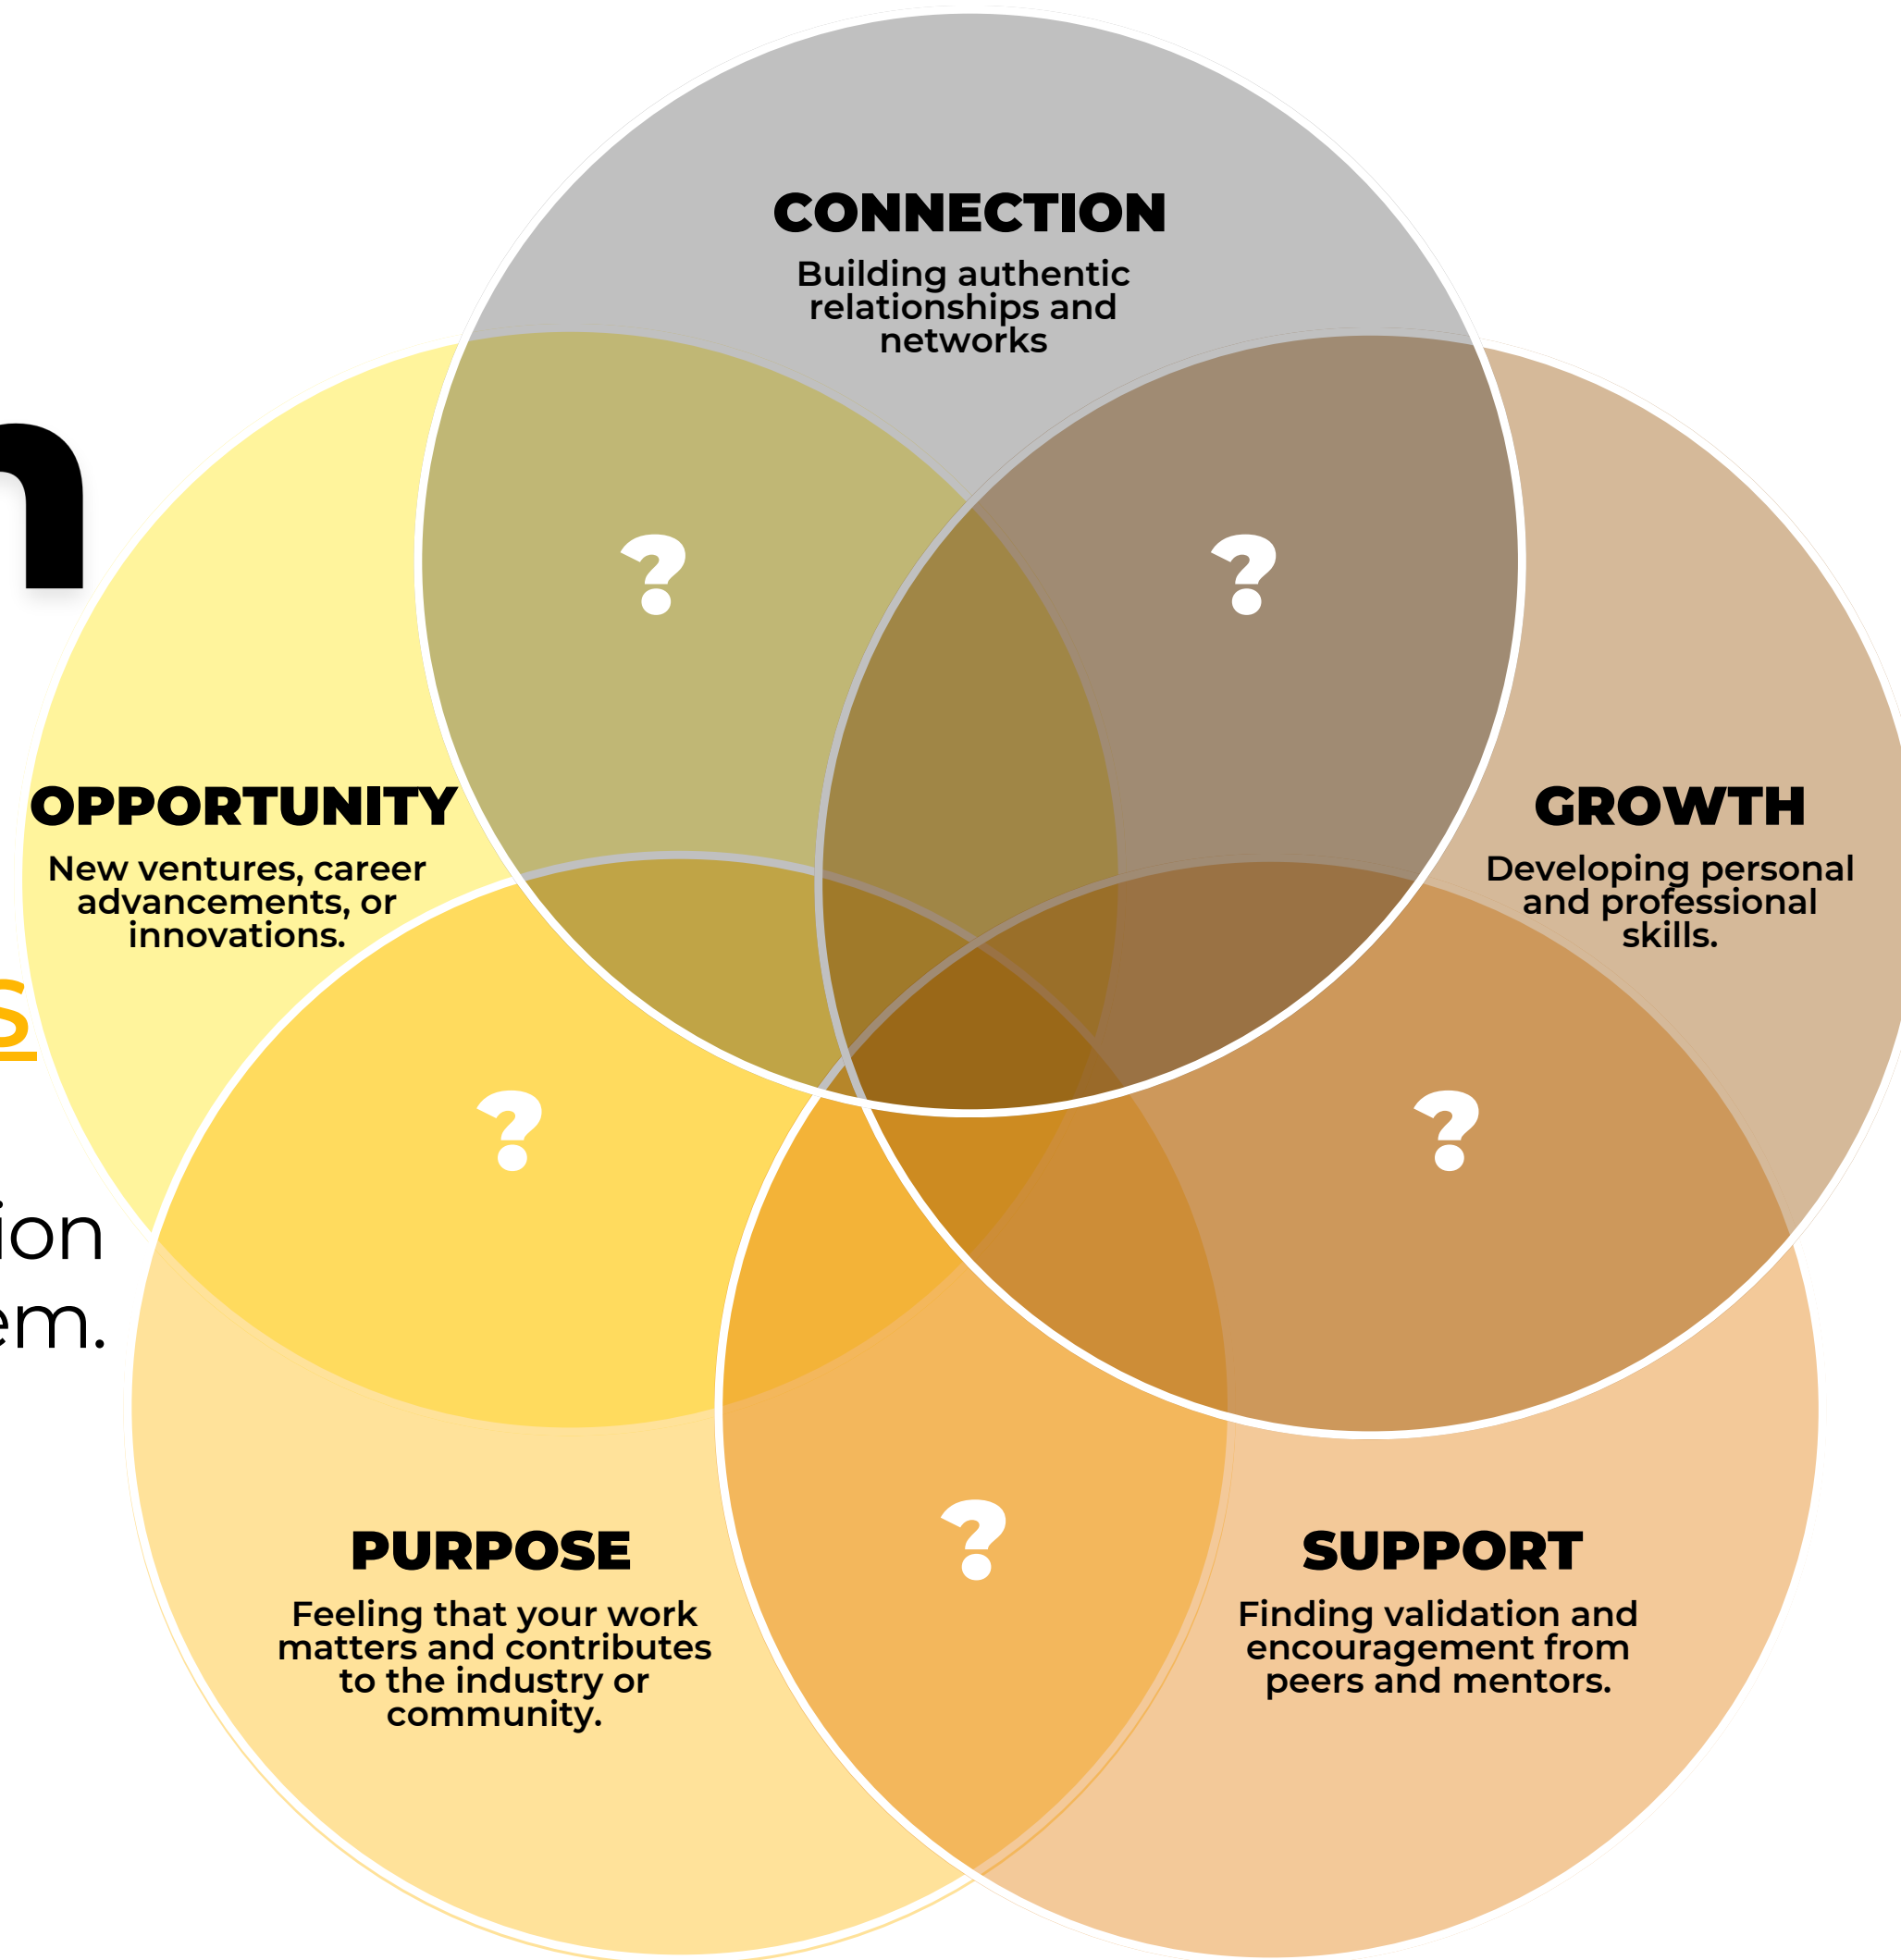 CONNECTION
Building authentic
relationships and
networks
n
?
?
OPPORTUNITY
New ventures, career
advancements, or
innovations.
GROWTH
Developing personal
and professional
skills.
s
?
?
ion
em.
?
PURPOSE
Feeling that your work
matters and contributes
to the industry or
community.
SUPPORT
Finding validation and
encouragement from
peers and mentors.